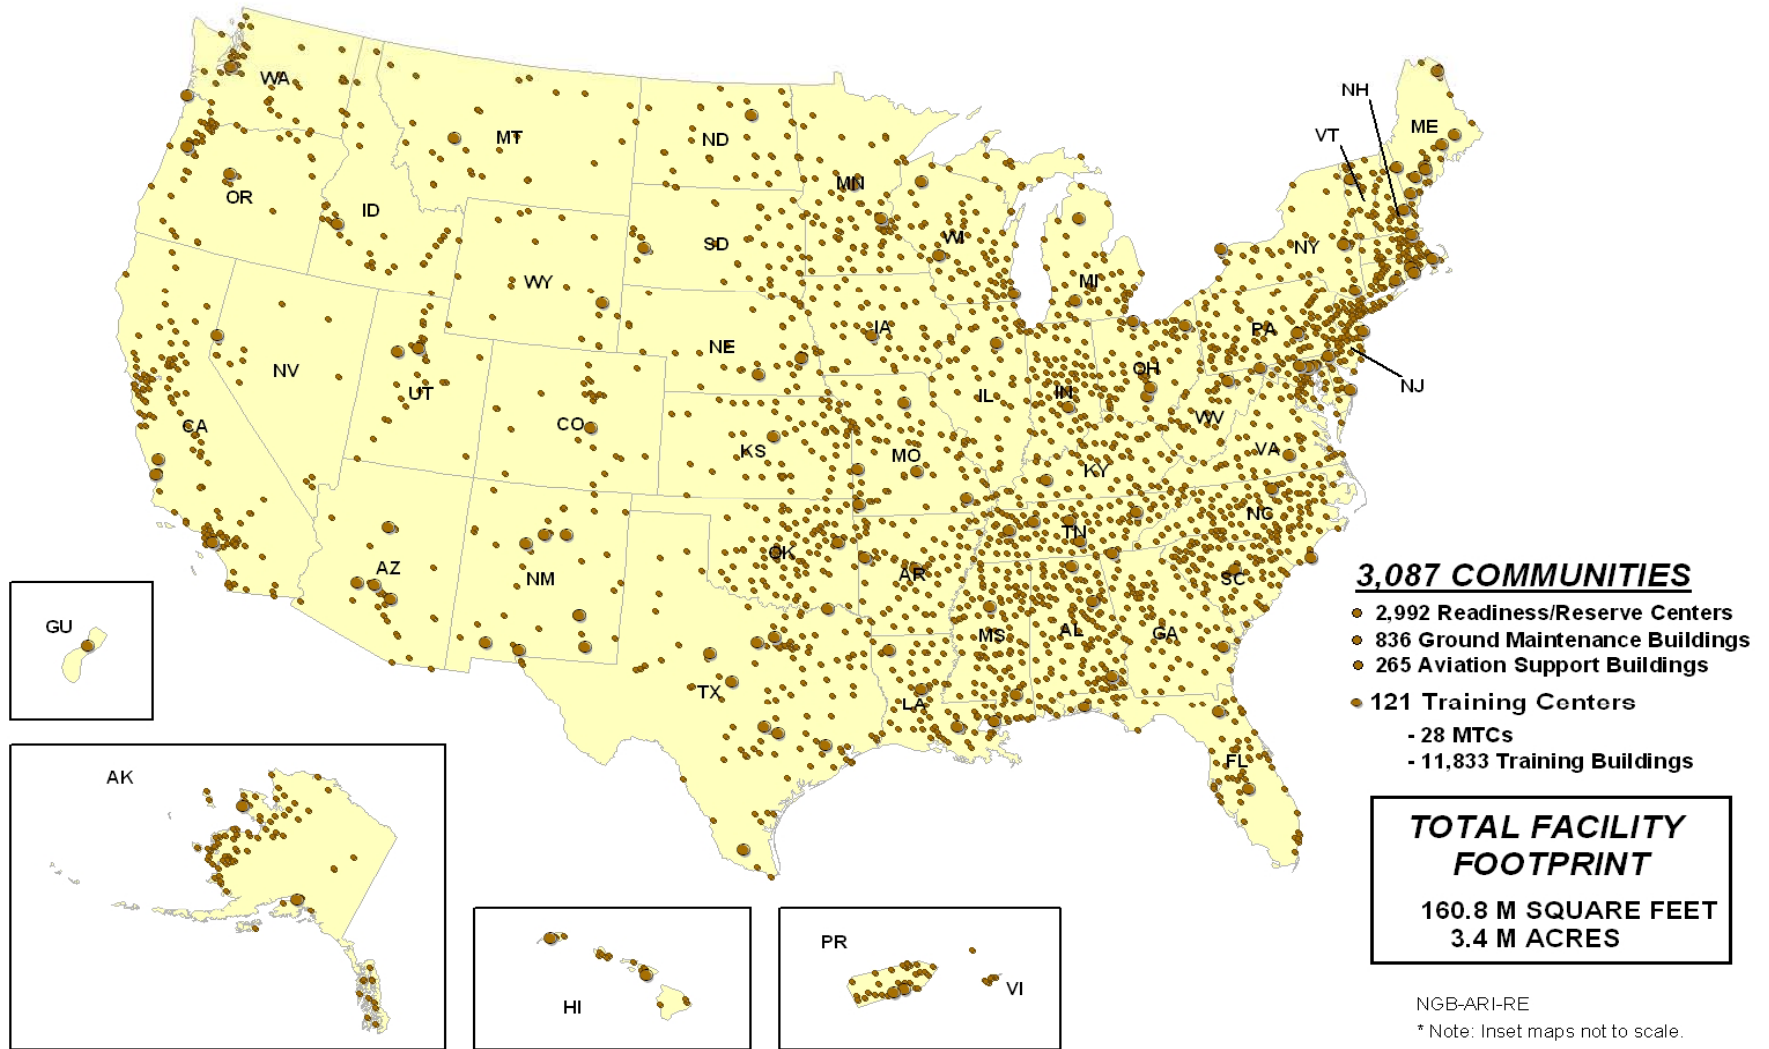 WA
MT
ND
MN
OR
ID
SD
WI
WY
MI
NY
VT
NH
ME
NE
IA
PA
NJ
NV
UT
CO
IL
IN
OH
WV
VA
CA
KS
MO
KY
AZ
NM
OK
AR
TN
NC
SC
MS
AL
GA
TX
LA
FL
GU
AK
HI
PR
VI
3,087 COMMUNITIES
2,992 Readiness/Reserve Centers
836 Ground Maintenance Buildings
265 Aviation Support Buildings
121 Training Centers
- 28 MTCs
- 11,833 Training Buildings
TOTAL FACILITY
FOOTPRINT
160.8 M SQUARE FEET
3.4 M ACRES
NGB-ARI-RE
* Note: Inset maps not to scale.